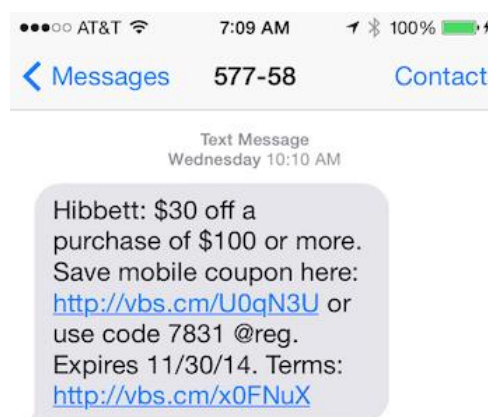 AT&T 7:09 AM 100%
Messages 577-58 Contact
Text Message
Wednesday 10:10 AM
Hibbett: $30 off a
purchase of $100 or more.
Save mobile coupon here:
http://vbs.cm/U0qN3U or
use code 7831 @reg.
Expires 11/30/14. Terms:
http://vbs.cm/x0FNuX